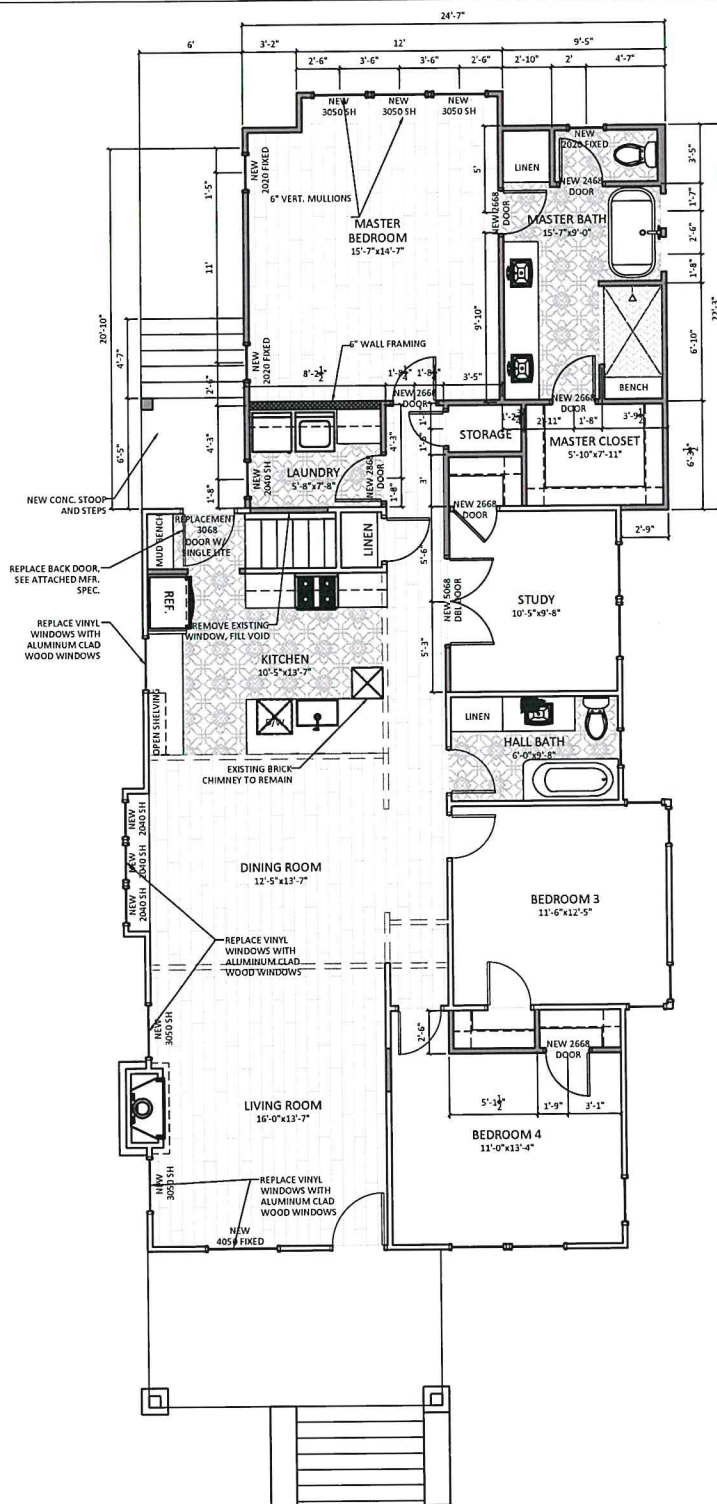 24'-7"
6'
3'-2"
12'
9'-5"
2'-6"
3'-6"
3'-6"
2'-6"
2'-10"
2'
4'-7"
NEW
3050 SH
NEW
3050 SH
NEW
3050 SH
NEW
2020 FIXED
LINEN
5'
3'-5"
NEW
2020 FIXED
1'-5"
6" VERT. MULLIONS
NEW 2468
DOOR
1'-7"
MASTER
BEDROOM
15'-7"x14'-7"
NEW 2668
DOOR
MASTER BATH
15'-7"x9'-0"
2'-6"
1'-8"
11'
20'-10"
22'-3"
9'-10"
6'-10"
4'-7"
6" WALL FRAMING
NEW
2020 FIXED
2'-6"
8'-2½"
3'-5"
BENCH
NEW 2668
DOOR
NEW 2668
DOOR
2'-11"
1'-8"
3'-9½"
STORAGE
MASTER CLOSET
5'-10"x7'-11"
6'-5"
4'-3"
4'-3"
1'-6"
NEW
2040 SH
LAUNDRY
5'-8"x7'-8"
3'
1'-8"
1'-8"
NEW CONC. STOOP
AND STEPS
NEW 2668
DOOR
2'-9"
MUD BENCH
REPLACEMENT
3068
DOOR W/
SINGLE LITE
LINEN
REPLACE BACK DOOR,
SEE ATTACHED MFR.
SPEC.
5'-6"
NEW 5068
DBL DOOR
STUDY
10'-5"x9'-8"
REF.
REPLACE VINYL
WINDOWS WITH
ALUMINUM CLAD
WOOD WINDOWS
REMOVE EXISTING
WINDOW, FILL VOID
KITCHEN
10'-5"x13'-7"
5'-3"
OPEN SHELVING
D/W
LINEN
HALL BATH
6'-0"x9'-8"
EXISTING BRICK
CHIMNEY TO REMAIN
NEW
2040 SH
NEW
2040 SH
NEW
2040 SH
DINING ROOM
12'-5"x13'-7"
BEDROOM 3
11'-6"x12'-5"
REPLACE VINYL
WINDOWS WITH
ALUMINUM CLAD
WOOD WINDOWS
NEW
3050 SH
2'-6"
NEW 2668
DOOR
LIVING ROOM
16'-0"x13'-7"
1'-9"
3'-1"
BEDROOM 4
11'-0"x13'-4"
NEW
3050 SH
REPLACE VINYL
WINDOWS WITH
ALUMINUM CLAD
WOOD WINDOWS
NEW
4050 FIXED